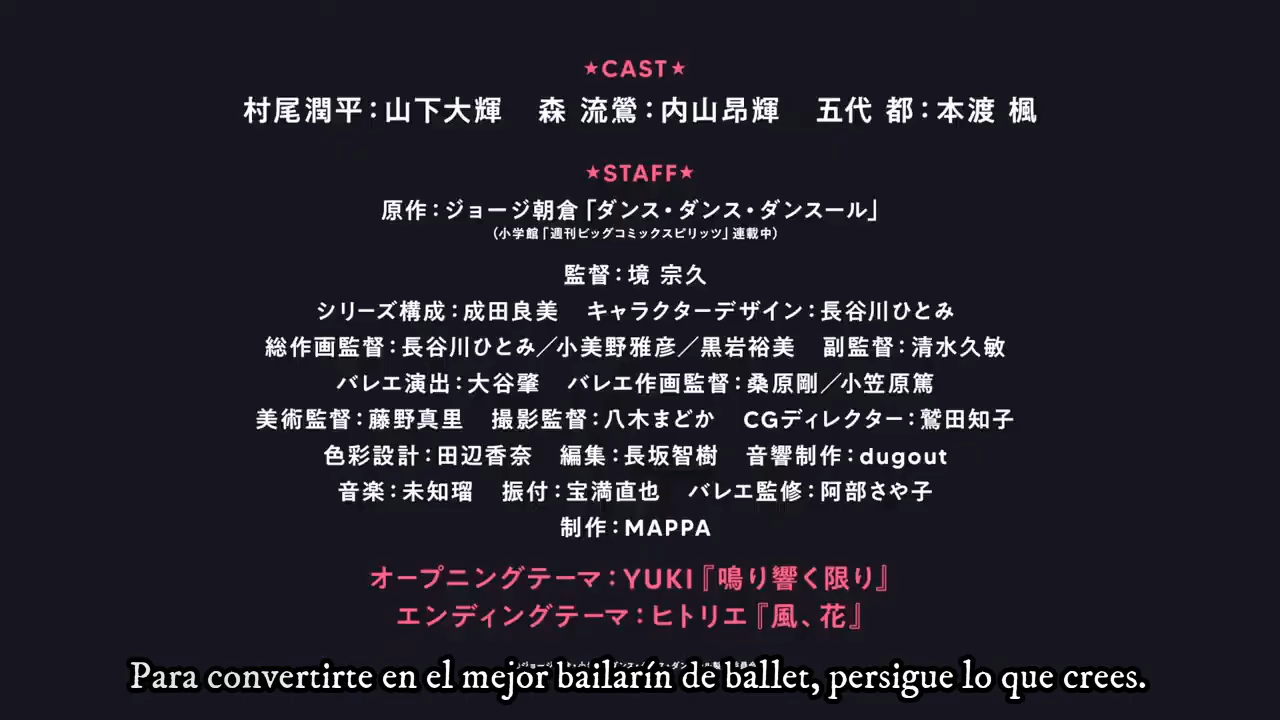 ★CAST★
村尾潤平：山下大輝　森 流鶯：内山昂輝　五代 都：本渡 楓
★STAFF★
原作：ジョージ朝倉「ダンス・ダンス・ダンスール」
（小学館「週刊ビッグコミックスピリッツ」連載中）
監督：境 宗久
シリーズ構成：成田良美　キャラクターデザイン：長谷川ひとみ
総作画監督：長谷川ひとみ／小美野雅彦／黒岩裕美　副監督：清水久敏
バレエ演出：大谷肇　バレエ作画監督：桑原剛／小笠原篤
美術監督：藤野真里　撮影監督：八木まどか　CGディレクター：鷲田知子
色彩設計：田辺香奈　編集：長坂智樹　音響制作：dugout
音楽：未知瑠　振付：宝満直也　バレエ監修：阿部さや子
制作：MAPPA
オープニングテーマ：YUKI『鳴り響く限り』
エンディングテーマ：ヒトリエ『風、花』
Para convertirte en el mejor bailarín de ballet, persigue lo que crees.